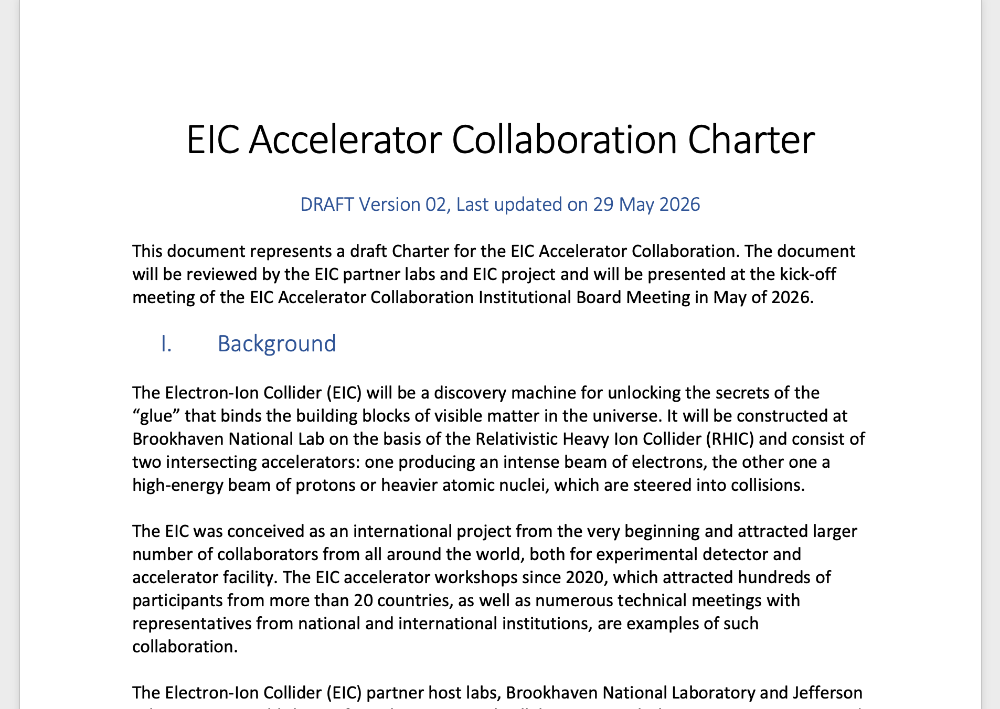 EIC Accelerator Collaboration Charter
DRAFT Version 02, Last updated on 29 May 2026
This document represents a draft Charter for the EIC Accelerator Collaboration. The document
will be reviewed by the EIC partner labs and EIC project and will be presented at the kick-off
meeting of the EIC Accelerator Collaboration Institutional Board Meeting in May of 2026.
I. Background
The Electron-Ion Collider (EIC) will be a discovery machine for unlocking the secrets of the
“glue” that binds the building blocks of visible matter in the universe. It will be constructed at
Brookhaven National Lab on the basis of the Relativistic Heavy Ion Collider (RHIC) and consist of
two intersecting accelerators: one producing an intense beam of electrons, the other one a
high-energy beam of protons or heavier atomic nuclei, which are steered into collisions.
The EIC was conceived as an international project from the very beginning and attracted larger
number of collaborators from all around the world, both for experimental detector and
accelerator facility. The EIC accelerator workshops since 2020, which attracted hundreds of
participants from more than 20 countries, as well as numerous technical meetings with
representatives from national and international institutions, are examples of such
collaboration.
The Electron-Ion Collider (EIC) partner host labs, Brookhaven National Laboratory and Jefferson